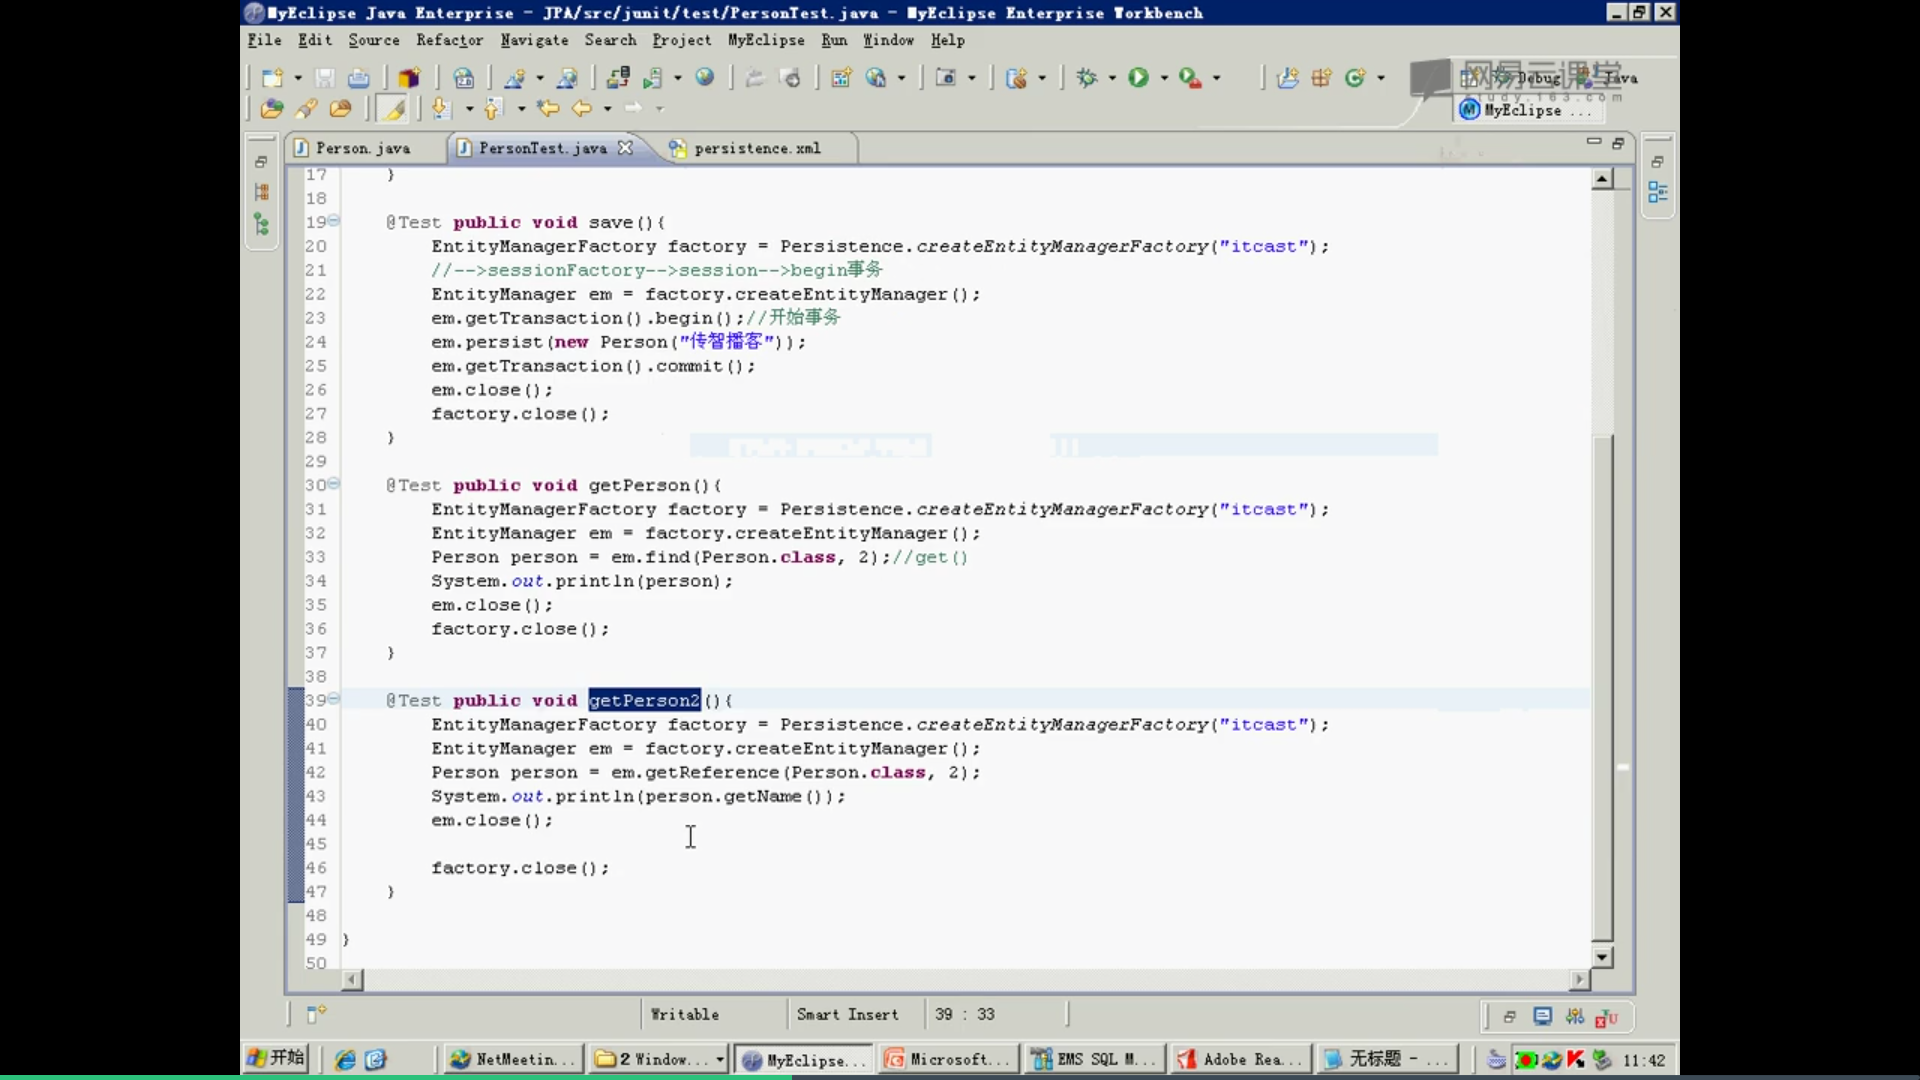 MyEclipse Java Enterprise - JPA/src/junit/test/PersonTest.java - MyEclipse Enterprise Workbench
File Edit Source Refactor Navigate Search Project MyEclipse Run Window Help
网易云课堂
Debug Java
study.163.com
MyEclipse ...
Person.java PersonTest.java persistence.xml
17 }
18
19 @Test public void save(){
20 EntityManagerFactory factory = Persistence.createEntityManagerFactory("itcast");
21 //-->sessionFactory-->session-->begin事务
22 EntityManager em = factory.createEntityManager();
23 em.getTransaction().begin();//开始事务
24 em.persist(new Person("传智播客"));
25 em.getTransaction().commit();
26 em.close();
27 factory.close();
28 }
29
30 @Test public void getPerson(){
31 EntityManagerFactory factory = Persistence.createEntityManagerFactory("itcast");
32 EntityManager em = factory.createEntityManager();
33 Person person = em.find(Person.class, 2);//get()
34 System.out.println(person);
35 em.close();
36 factory.close();
37 }
38
39 @Test public void getPerson2(){
40 EntityManagerFactory factory = Persistence.createEntityManagerFactory("itcast");
41 EntityManager em = factory.createEntityManager();
42 Person person = em.getReference(Person.class, 2);
43 System.out.println(person.getName());
44 em.close();
45
46 factory.close();
47 }
48
49 }
50
Writable Smart Insert 39 : 33
开始 NetMeetin... 2 Window... MyEclipse... Microsoft... EMS SQL M... Adobe Rea... 无标题 - ... 11:42